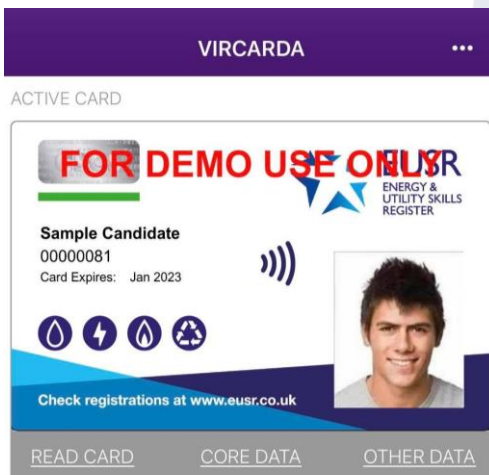 VIRCARDA
ACTIVE CARD
FOR DEMO USE ONLY
EUSR
ENERGY &
UTILITY SKILLS
REGISTER
Sample Candidate
00000081
Card Expires: Jan 2023
Check registrations at www.eusr.co.uk
READ CARD CORE DATA OTHER DATA